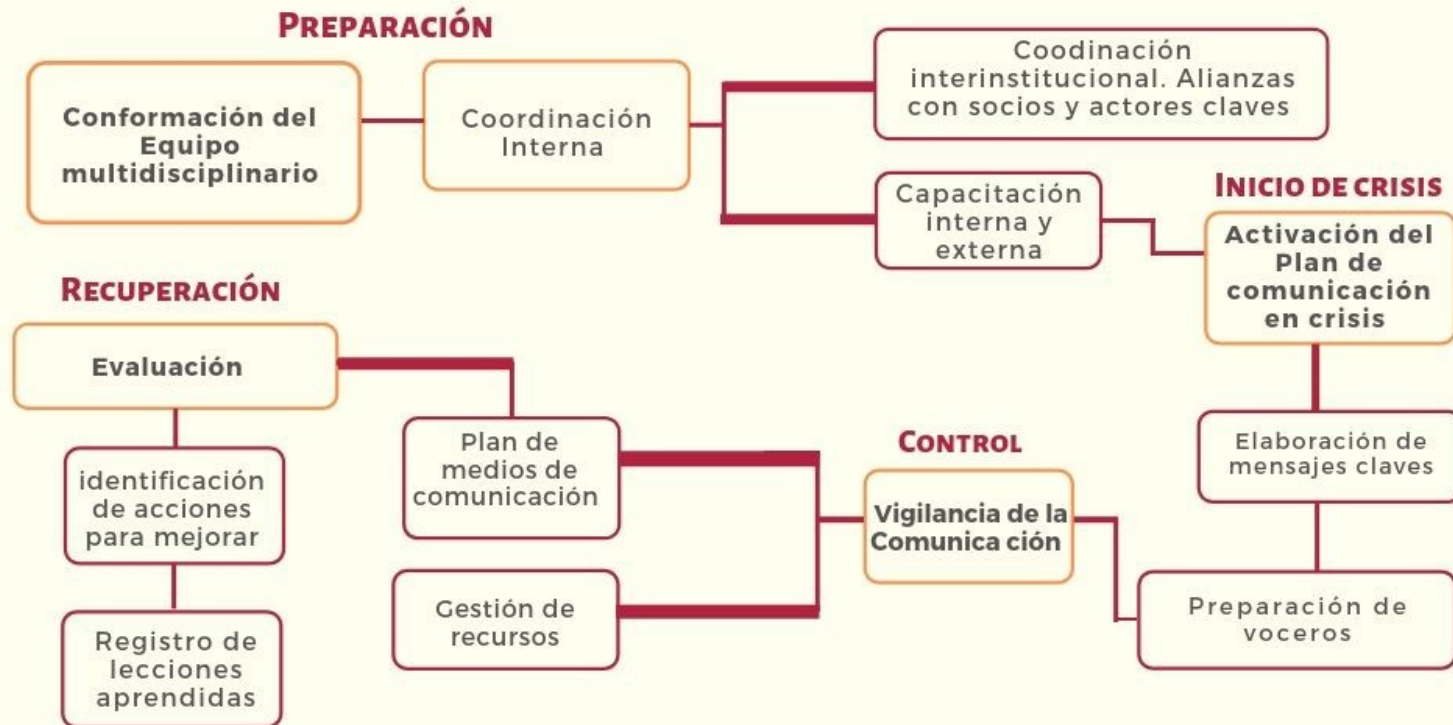 PREPARACIÓN
Conformación del
Equipo
multidisciplinario
Coordinación
Interna
Coodinación
interinstitucional. Alianzas
con socios y actores claves
Capacitación
interna y
externa
INICIO DE CRISIS
Activación del
Plan de
comunicación
en crisis
Elaboración de
mensajes claves
Preparación de
voceros
CONTROL
Vigilancia de la
Comunica ción
Plan de
medios de
comunicación
Gestión de
recursos
RECUPERACIÓN
Evaluación
identificación
de acciones
para mejorar
Registro de
lecciones
aprendidas